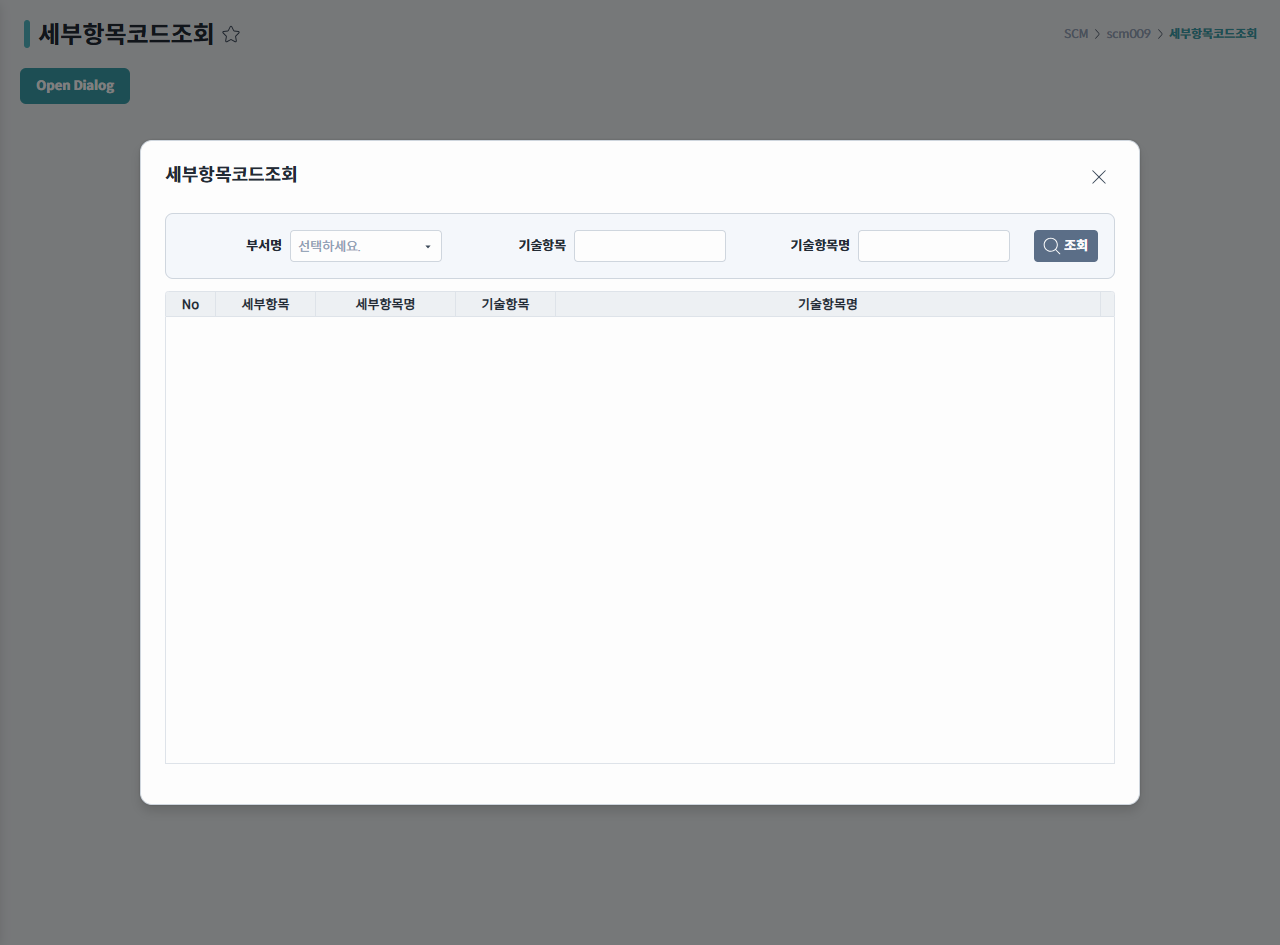 세부항목코드조회
SCM > scm009 > 세부항목코드조회
Open Dialog
세부항목코드조회
부서명 선택하세요. 기술항목 기술항목명 조회
No 세부항목 세부항목명 기술항목 기술항목명